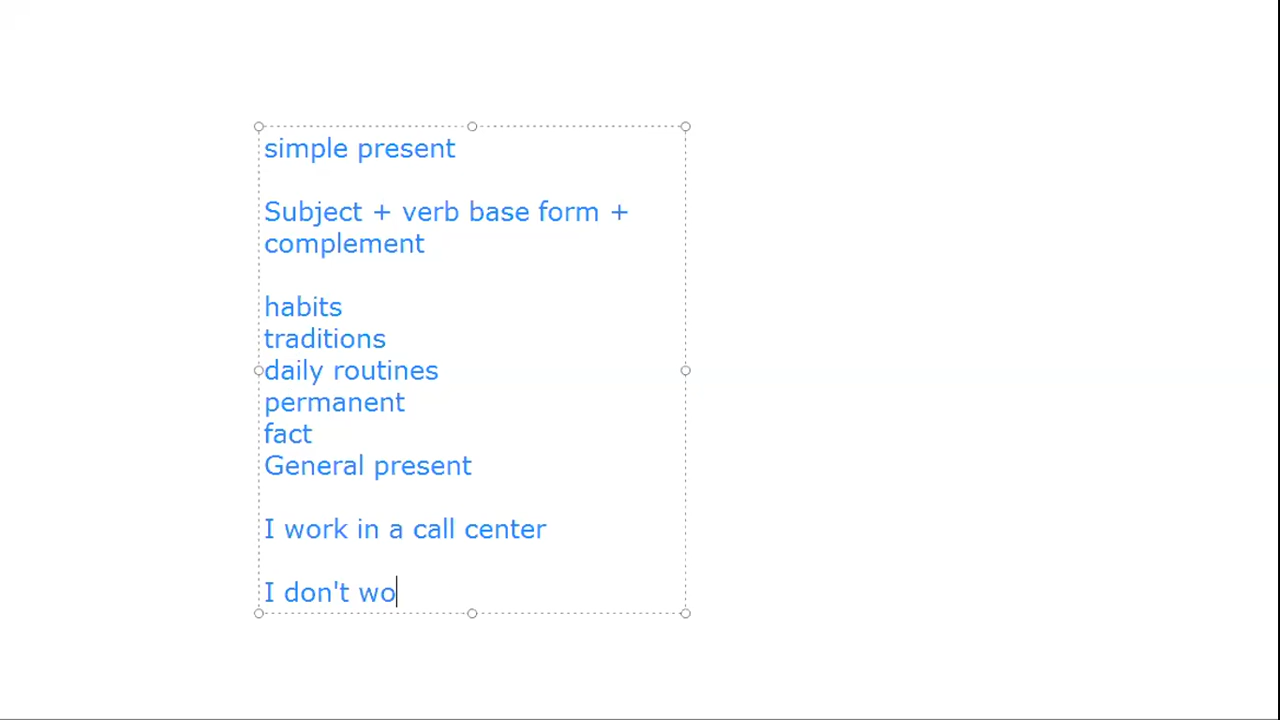 simple present
Subject + verb base form +
complement
habits
traditions
daily routines
permanent
fact
General present
I work in a call center
I don't wo